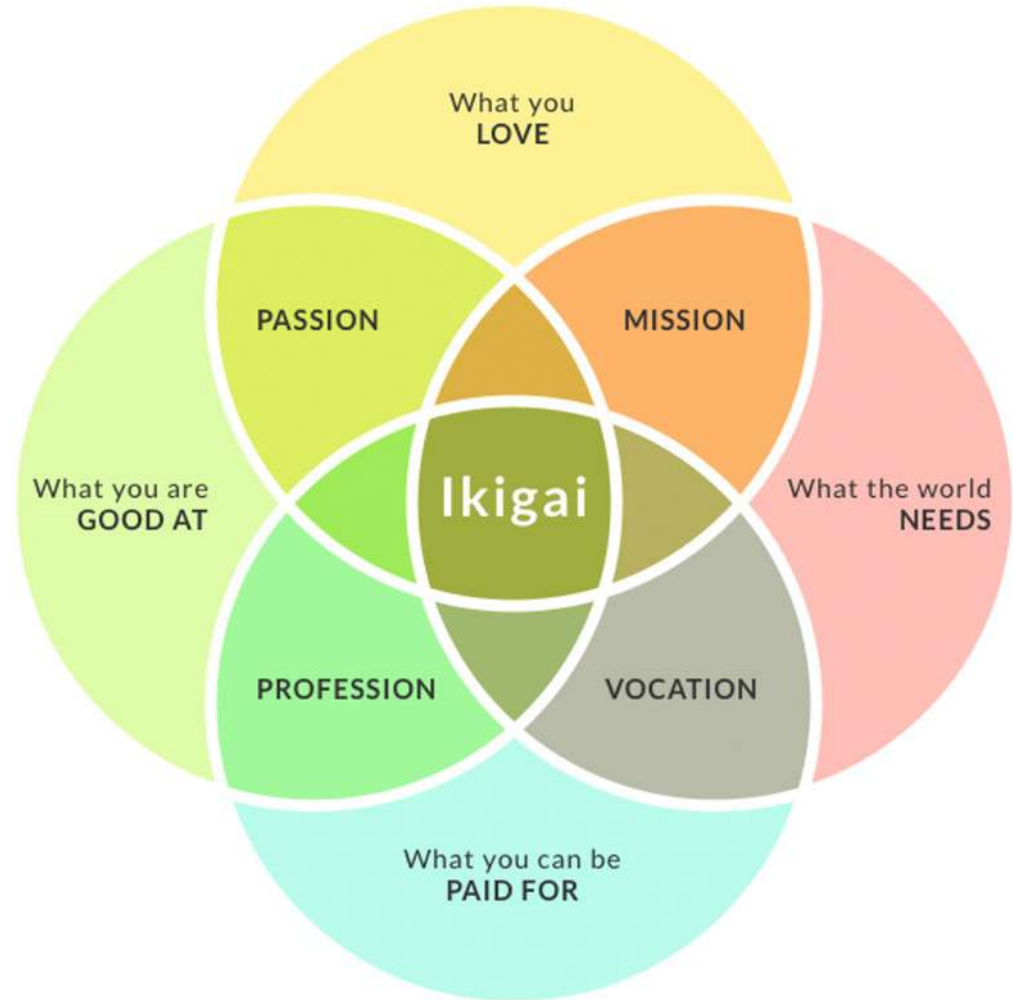 What you
LOVE
PASSION
MISSION
What you are
GOOD AT
Ikigai
What the world
NEEDS
PROFESSION
VOCATION
What you can be
PAID FOR